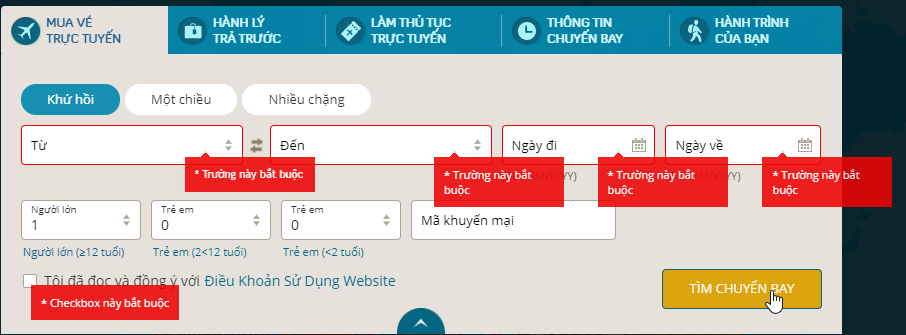 MUA VÉ
TRỰC TUYẾN
HÀNH LÝ
TRẢ TRƯỚC
LÀM THỦ TỤC
TRỰC TUYẾN
THÔNG TIN
CHUYẾN BAY
HÀNH TRÌNH
CỦA BẠN
Khứ hồi
Một chiều
Nhiều chặng
Từ
Đến
Ngày đi
Ngày về
* Trường này bắt buộc
* Trường này bắt
buộc
* Trường này bắt
buộc
* Trường này bắt
buộc
Người lớn
1
Trẻ em
0
Trẻ em
0
Mã khuyến mại
Người lớn (≥12 tuổi)
Trẻ em (2<12 tuổi)
Trẻ em (<2 tuổi)
Tôi đã đọc và đồng ý với Điều Khoản Sử Dụng Website
* Checkbox này bắt buộc
TÌM CHUYẾN BAY